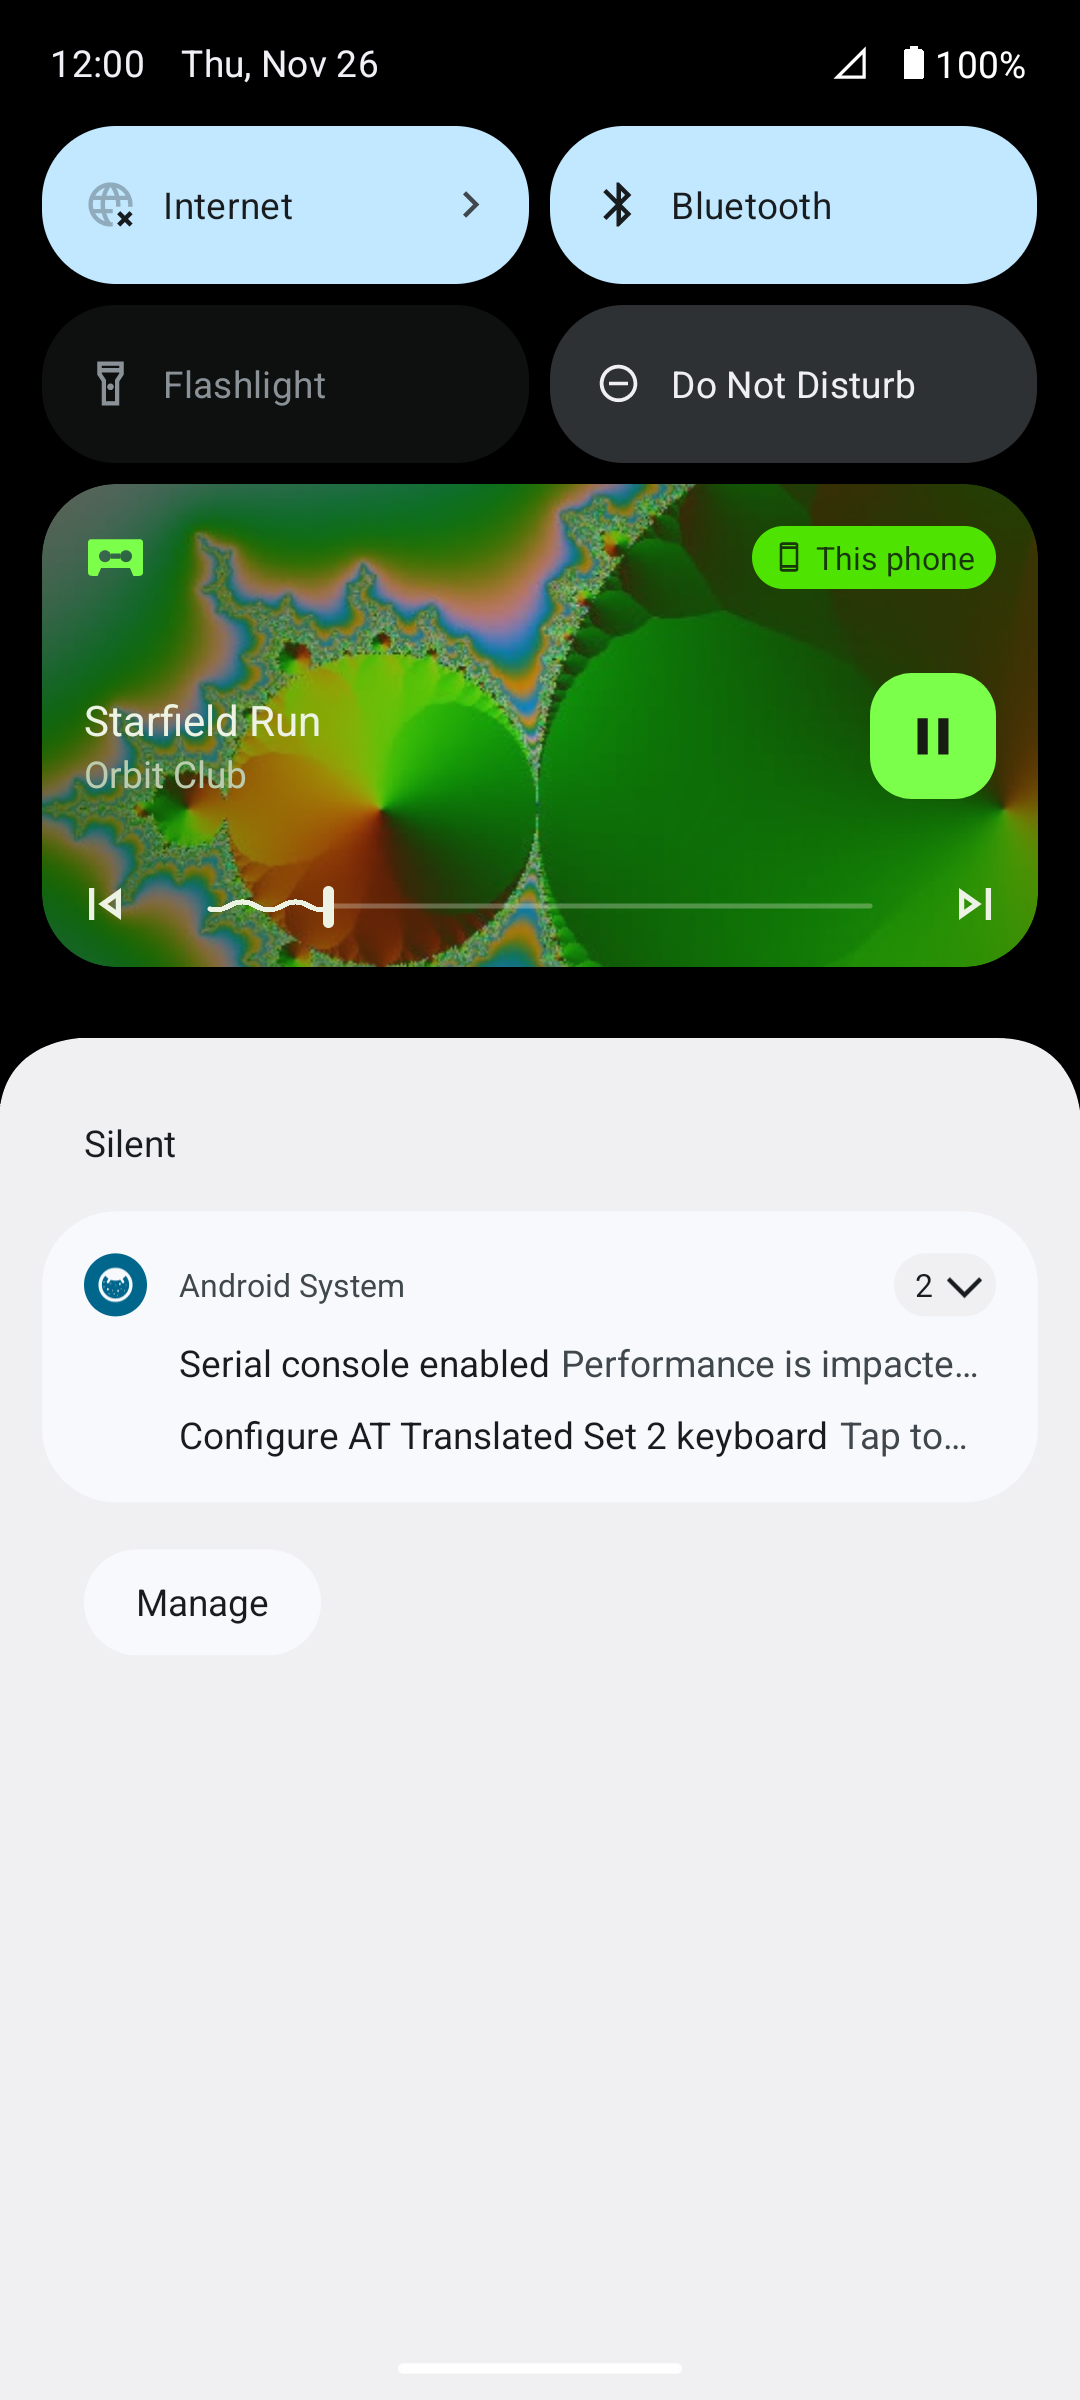 12:00 Thu, Nov 26 100%
Internet
Bluetooth
Flashlight
Do Not Disturb
This phone
Starfield Run
Orbit Club
Silent
Android System 2
Serial console enabled Performance is impacte…
Configure AT Translated Set 2 keyboard Tap to…
Manage